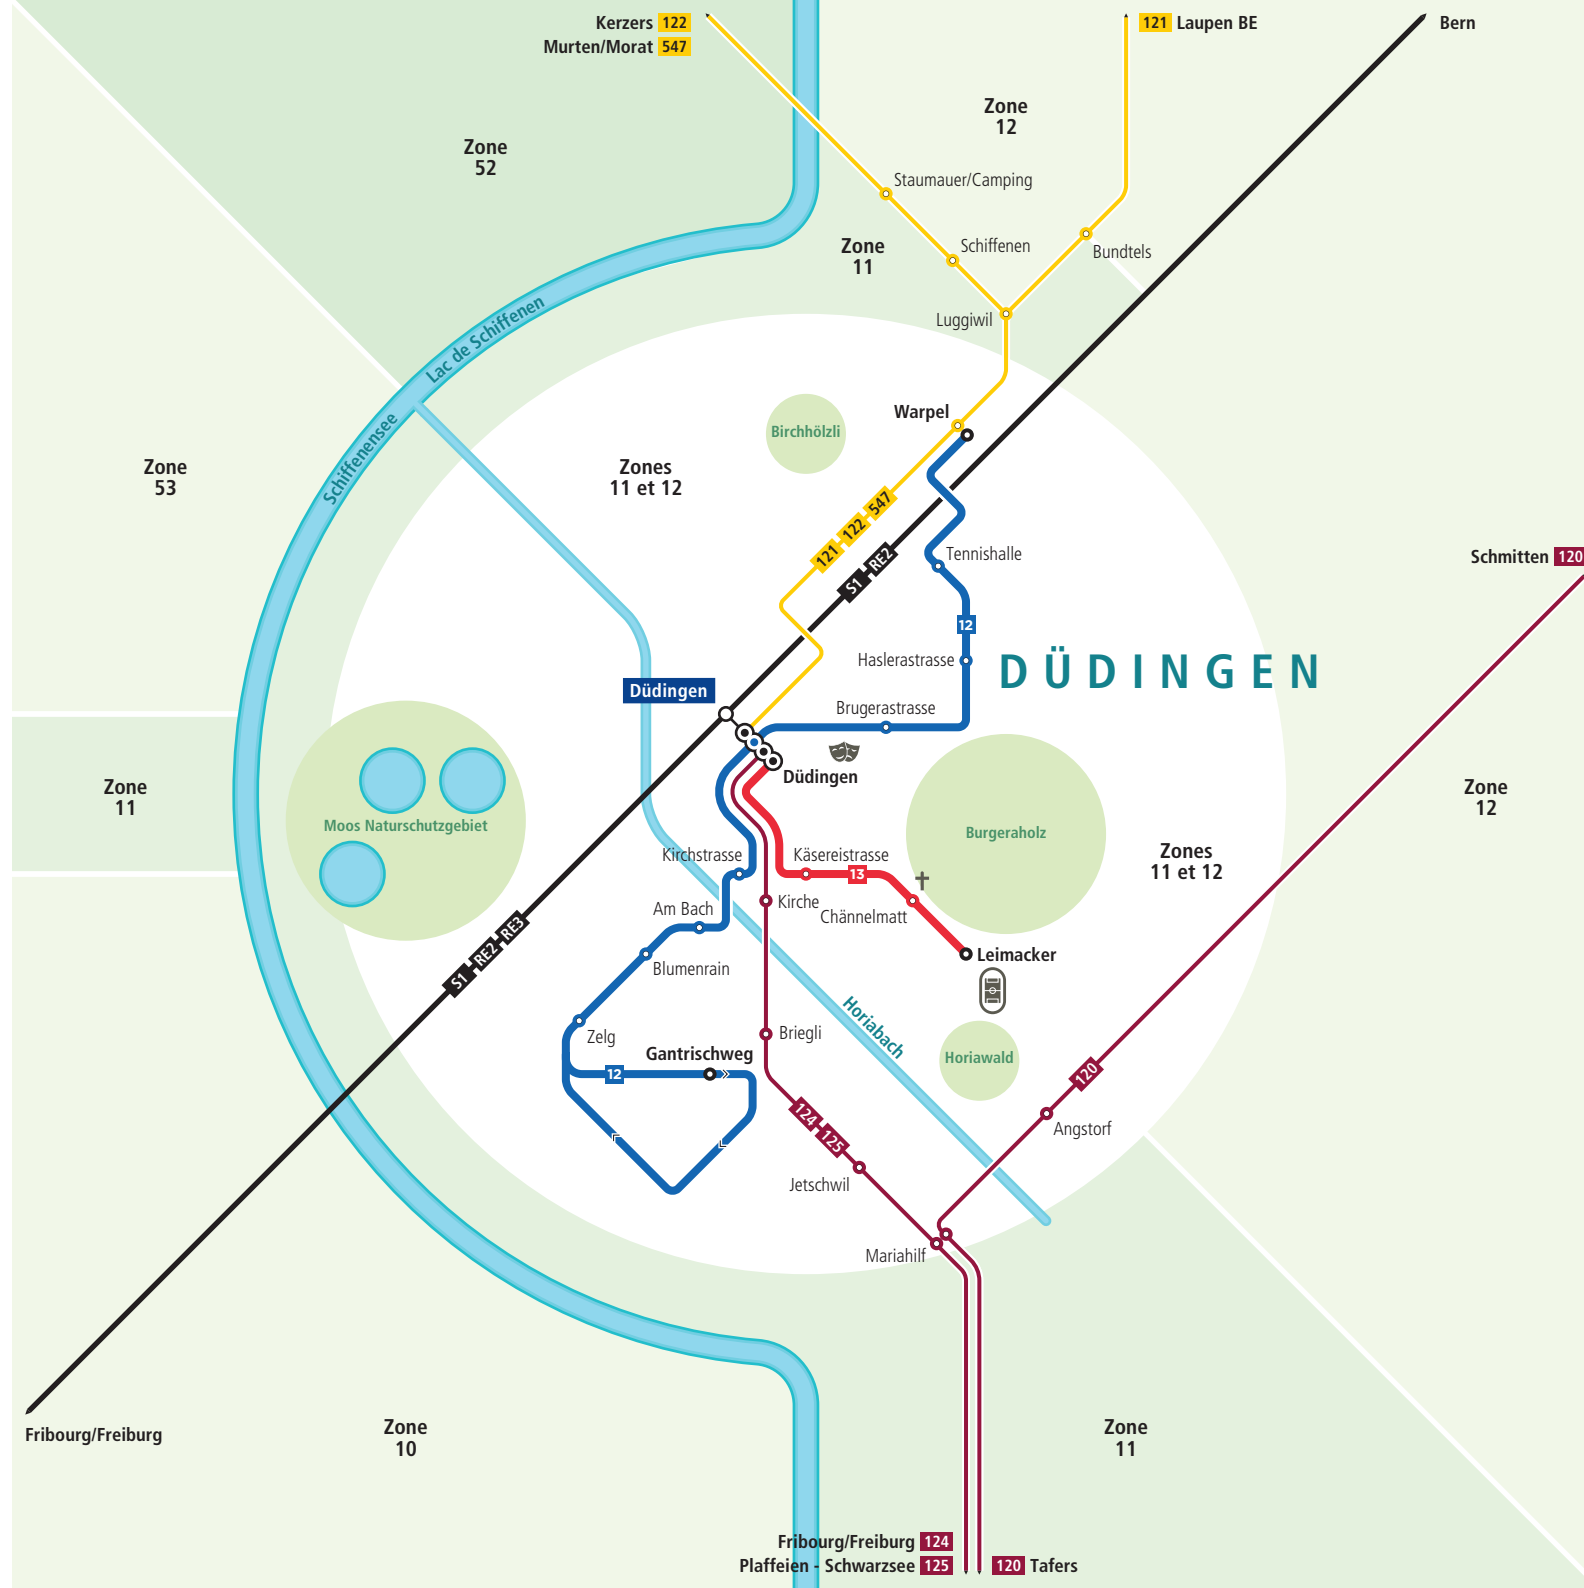 Kerzers 122
Murten/Morat 547
121 Laupen BE
Bern
Zone
12
Zone
52
Staumauer/Camping
Zone
11
Schiffenen
Bundtels
Luggiwil
Lac de Schiffenen
Schiffenensee
Warpel
Birchhölzli
Zone
53
Zones
11 et 12
121 122 547
S1 RE2
Tennishalle
Schmitten 120
12
Haslerastrasse
DÜDINGEN
Düdingen
Brugerastrasse
Düdingen
Zone
11
Moos Naturschutzgebiet
Burgeraholz
Zone
12
Zones
11 et 12
Kirchstrasse
Käsereistrasse
13
Kirche
Chännelmatt
Am Bach
S1 RE2 RE3
Blumenrain
Leimacker
Zelg
Briegli
Horiabach
Gantrischweg
Horiawald
12
120
124 125
Angstorf
Jetschwil
Mariahilf
Fribourg/Freiburg
Zone
10
Zone
11
Fribourg/Freiburg 124
Plaffeien - Schwarzsee 125
120 Tafers